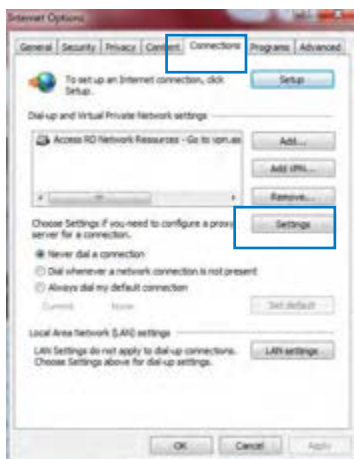 Internet Options
General Security Privacy Content Connections Programs Advanced
To set up an Internet connection, click
Setup.
Setup
Dial-up and Virtual Private Network settings
Access RD Network Resources - Go to vpn.as
Add...
Add VPN...
Remove...
Choose Settings if you need to configure a proxy
server for a connection.
Settings
Never dial a connection
Dial whenever a network connection is not present
Always dial my default connection
Current None
Set default
Local Area Network (LAN) settings
LAN Settings do not apply to dial-up connections.
Choose Settings above for dial-up settings.
LAN settings
OK Cancel Apply